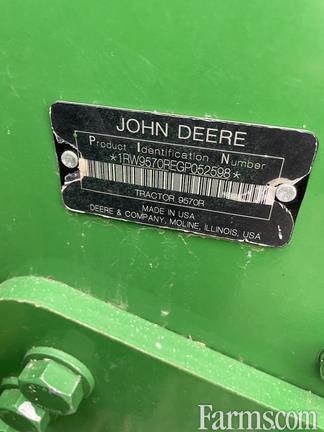 JOHN DEERE
Product Identification Number
*1RW9570REGP052598*
TRACTOR 9570R
MADE IN USA
DEERE & COMPANY, MOLINE, ILLINOIS, USA
Farms.com®